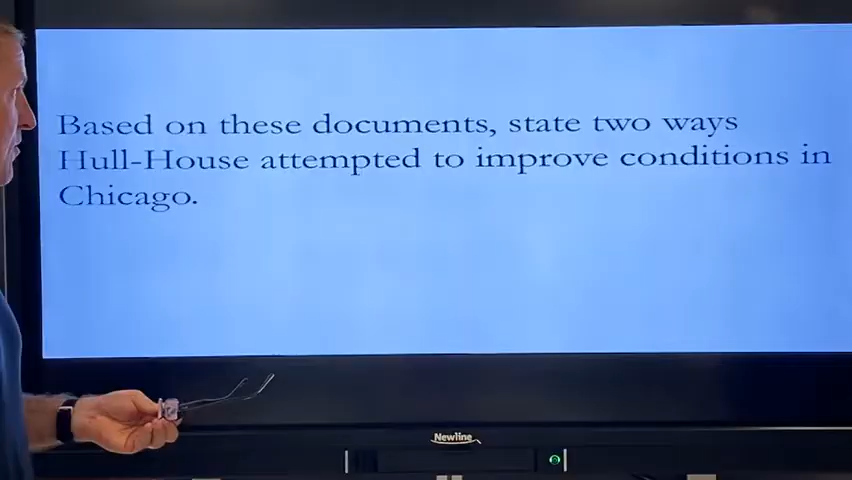 Based on these documents, state two ways
Hull-House attempted to improve conditions in
Chicago.
Newline